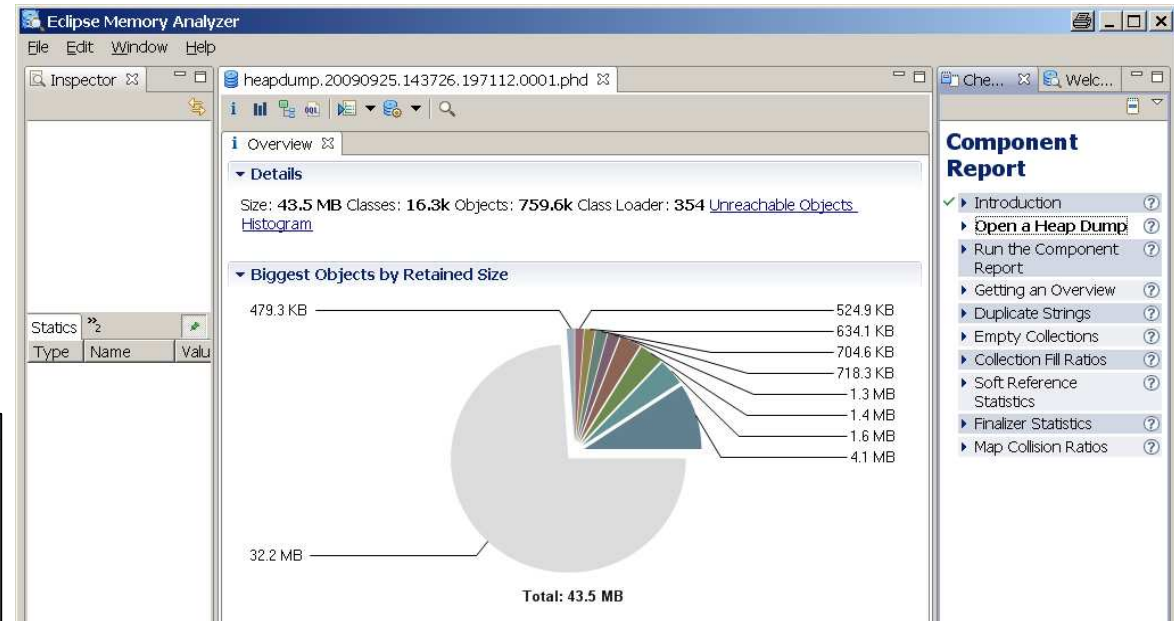 Eclipse Memory Analyzer
File Edit Window Help
Inspector
Statics »2
Type Name Valu
heapdump.20090925.143726.197112.0001.phd
i OQL
i Overview
Details
Size: 43.5 MB Classes: 16.3k Objects: 759.6k Class Loader: 354 Unreachable Objects
Histogram
Biggest Objects by Retained Size
479.3 KB
524.9 KB
634.1 KB
704.6 KB
718.3 KB
1.3 MB
1.4 MB
1.6 MB
4.1 MB
32.2 MB
Total: 43.5 MB
Che... Welc...
Component
Report
Introduction ?
Open a Heap Dump ?
Run the Component ?
Report
Getting an Overview ?
Duplicate Strings ?
Empty Collections ?
Collection Fill Ratios ?
Soft Reference ?
Statistics
Finalizer Statistics ?
Map Collision Ratios ?